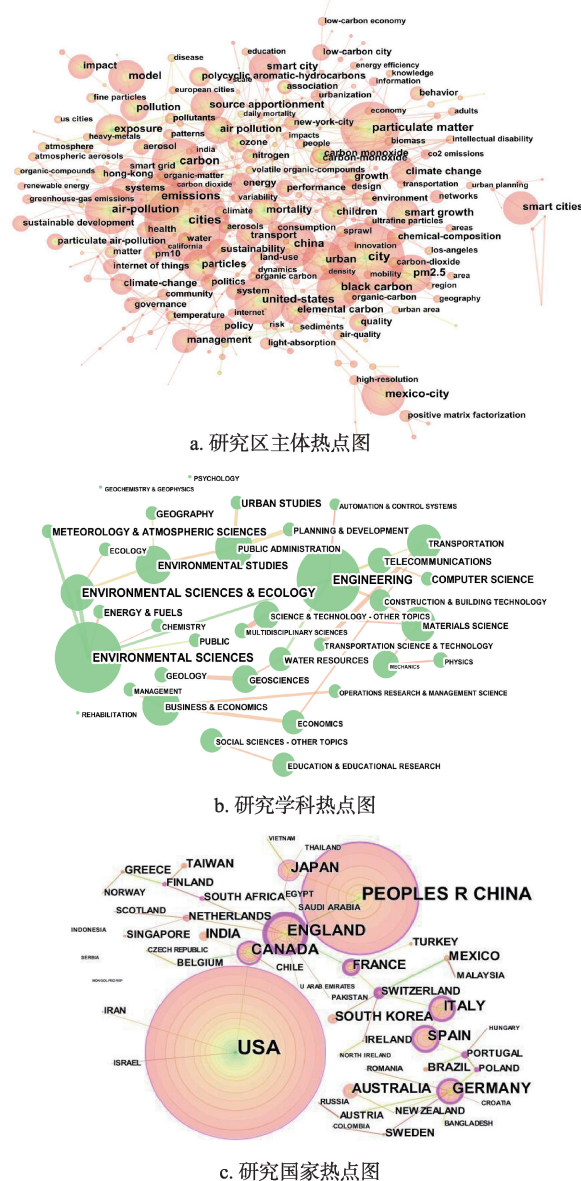 low-carbon economy
disease
education
low-carbon city
impact
model
smart city
energy efficiency
polycyclic aromatic-hydrocarbons
knowledge
scale
information
european cities
association
behavior
fine particles
urbanization
pollution
source apportionment
economy
adults
us cities
pollutants
daily mortality
new-york-city
exposure
air pollution
particulate matter
heavy-metals
patterns
impacts
biomass
intellectual disability
atmosphere
aerosol
india
ozone
people
carbon monoxide
atmospheric aerosols
smart grid
carbon
nitrogen
carbon-monoxide
co2 emissions
organic-compounds
hong-kong
organic-matter
volatile organic-compounds
growth
climate change
renewable energy
systems
carbon dioxide
energy
performance
design
transportation
urban planning
greenhouse-gas emissions
emissions
variability
environment
networks
smart cities
air-pollution
cities
climate
mortality
children
smart growth
sustainable development
health
aerosols
consumption
ultrafine particles
areas
particulate air-pollution
water
transport
china
sprawl
chemical-composition
california
innovation
matter
pm10
sustainability
urban
city
los-angeles
land-use
internet of things
particles
dynamics
density
mobility
carbon-dioxide
pm2.5
area
climate-change
politics
organic carbon
black carbon
region
community
system
united-states
organic-carbon
geography
governance
internet
elemental carbon
urban area
temperature
policy
risk
sediments
quality
management
air-quality
light-absorption
high-resolution
mexico-city
positive matrix factorization
a. 研究区主体热点图
PSYCHOLOGY
GEOCHEMISTRY & GEOPHYSICS
URBAN STUDIES
AUTOMATION & CONTROL SYSTEMS
GEOGRAPHY
METEOROLOGY & ATMOSPHERIC SCIENCES
PLANNING & DEVELOPMENT
TRANSPORTATION
ECOLOGY
PUBLIC ADMINISTRATION
ENVIRONMENTAL STUDIES
TELECOMMUNICATIONS
ENGINEERING
COMPUTER SCIENCE
ENVIRONMENTAL SCIENCES & ECOLOGY
CONSTRUCTION & BUILDING TECHNOLOGY
ENERGY & FUELS
SCIENCE & TECHNOLOGY - OTHER TOPICS
CHEMISTRY
MATERIALS SCIENCE
MULTIDISCIPLINARY SCIENCES
PUBLIC
TRANSPORTATION SCIENCE & TECHNOLOGY
ENVIRONMENTAL SCIENCES
WATER RESOURCES
MECHANICS
PHYSICS
GEOLOGY
GEOSCIENCES
MANAGEMENT
OPERATIONS RESEARCH & MANAGEMENT SCIENCE
BUSINESS & ECONOMICS
REHABILITATION
ECONOMICS
SOCIAL SCIENCES - OTHER TOPICS
EDUCATION & EDUCATIONAL RESEARCH
b. 研究学科热点图
VIETNAM
THAILAND
TAIWAN
JAPAN
GREECE
FINLAND
NORWAY
SOUTH AFRICA
EGYPT
PEOPLES R CHINA
SAUDI ARABIA
SCOTLAND
NETHERLANDS
INDONESIA
SINGAPORE
INDIA
ENGLAND
CZECH REPUBLIC
CANADA
TURKEY
SERBIA
BELGIUM
CHILE
FRANCE
MEXICO
MALAYSIA
U ARAB EMIRATES
PAKISTAN
SWITZERLAND
IRAN
ITALY
SOUTH KOREA
USA
IRELAND
SPAIN
HUNGARY
NORTH IRELAND
PORTUGAL
ISRAEL
ROMANIA
BRAZIL
POLAND
AUSTRALIA
GERMANY
RUSSIA
CROATIA
AUSTRIA
NEW ZEALAND
COLOMBIA
BANGLADESH
SWEDEN
c. 研究国家热点图